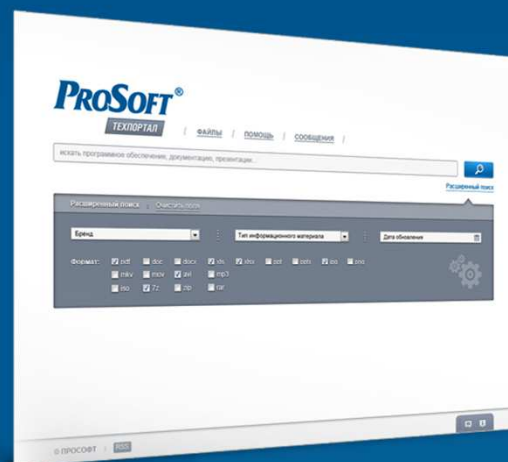 PROSOFT®
ТЕХПОРТАЛ
ФАЙЛЫ | ПОМОЩЬ | СООБЩЕНИЯ
искать программное обеспечение, документацию, презентации...
Расширенный поиск
Расширенный поиск | Очистить поля
Бренд Тип информационного материала Дата обновления
Формат: pdf doc docx xls xlsx ppt pptx
mkv mov avi mp3
iso 7z zip rar
© ПРОСОФТ